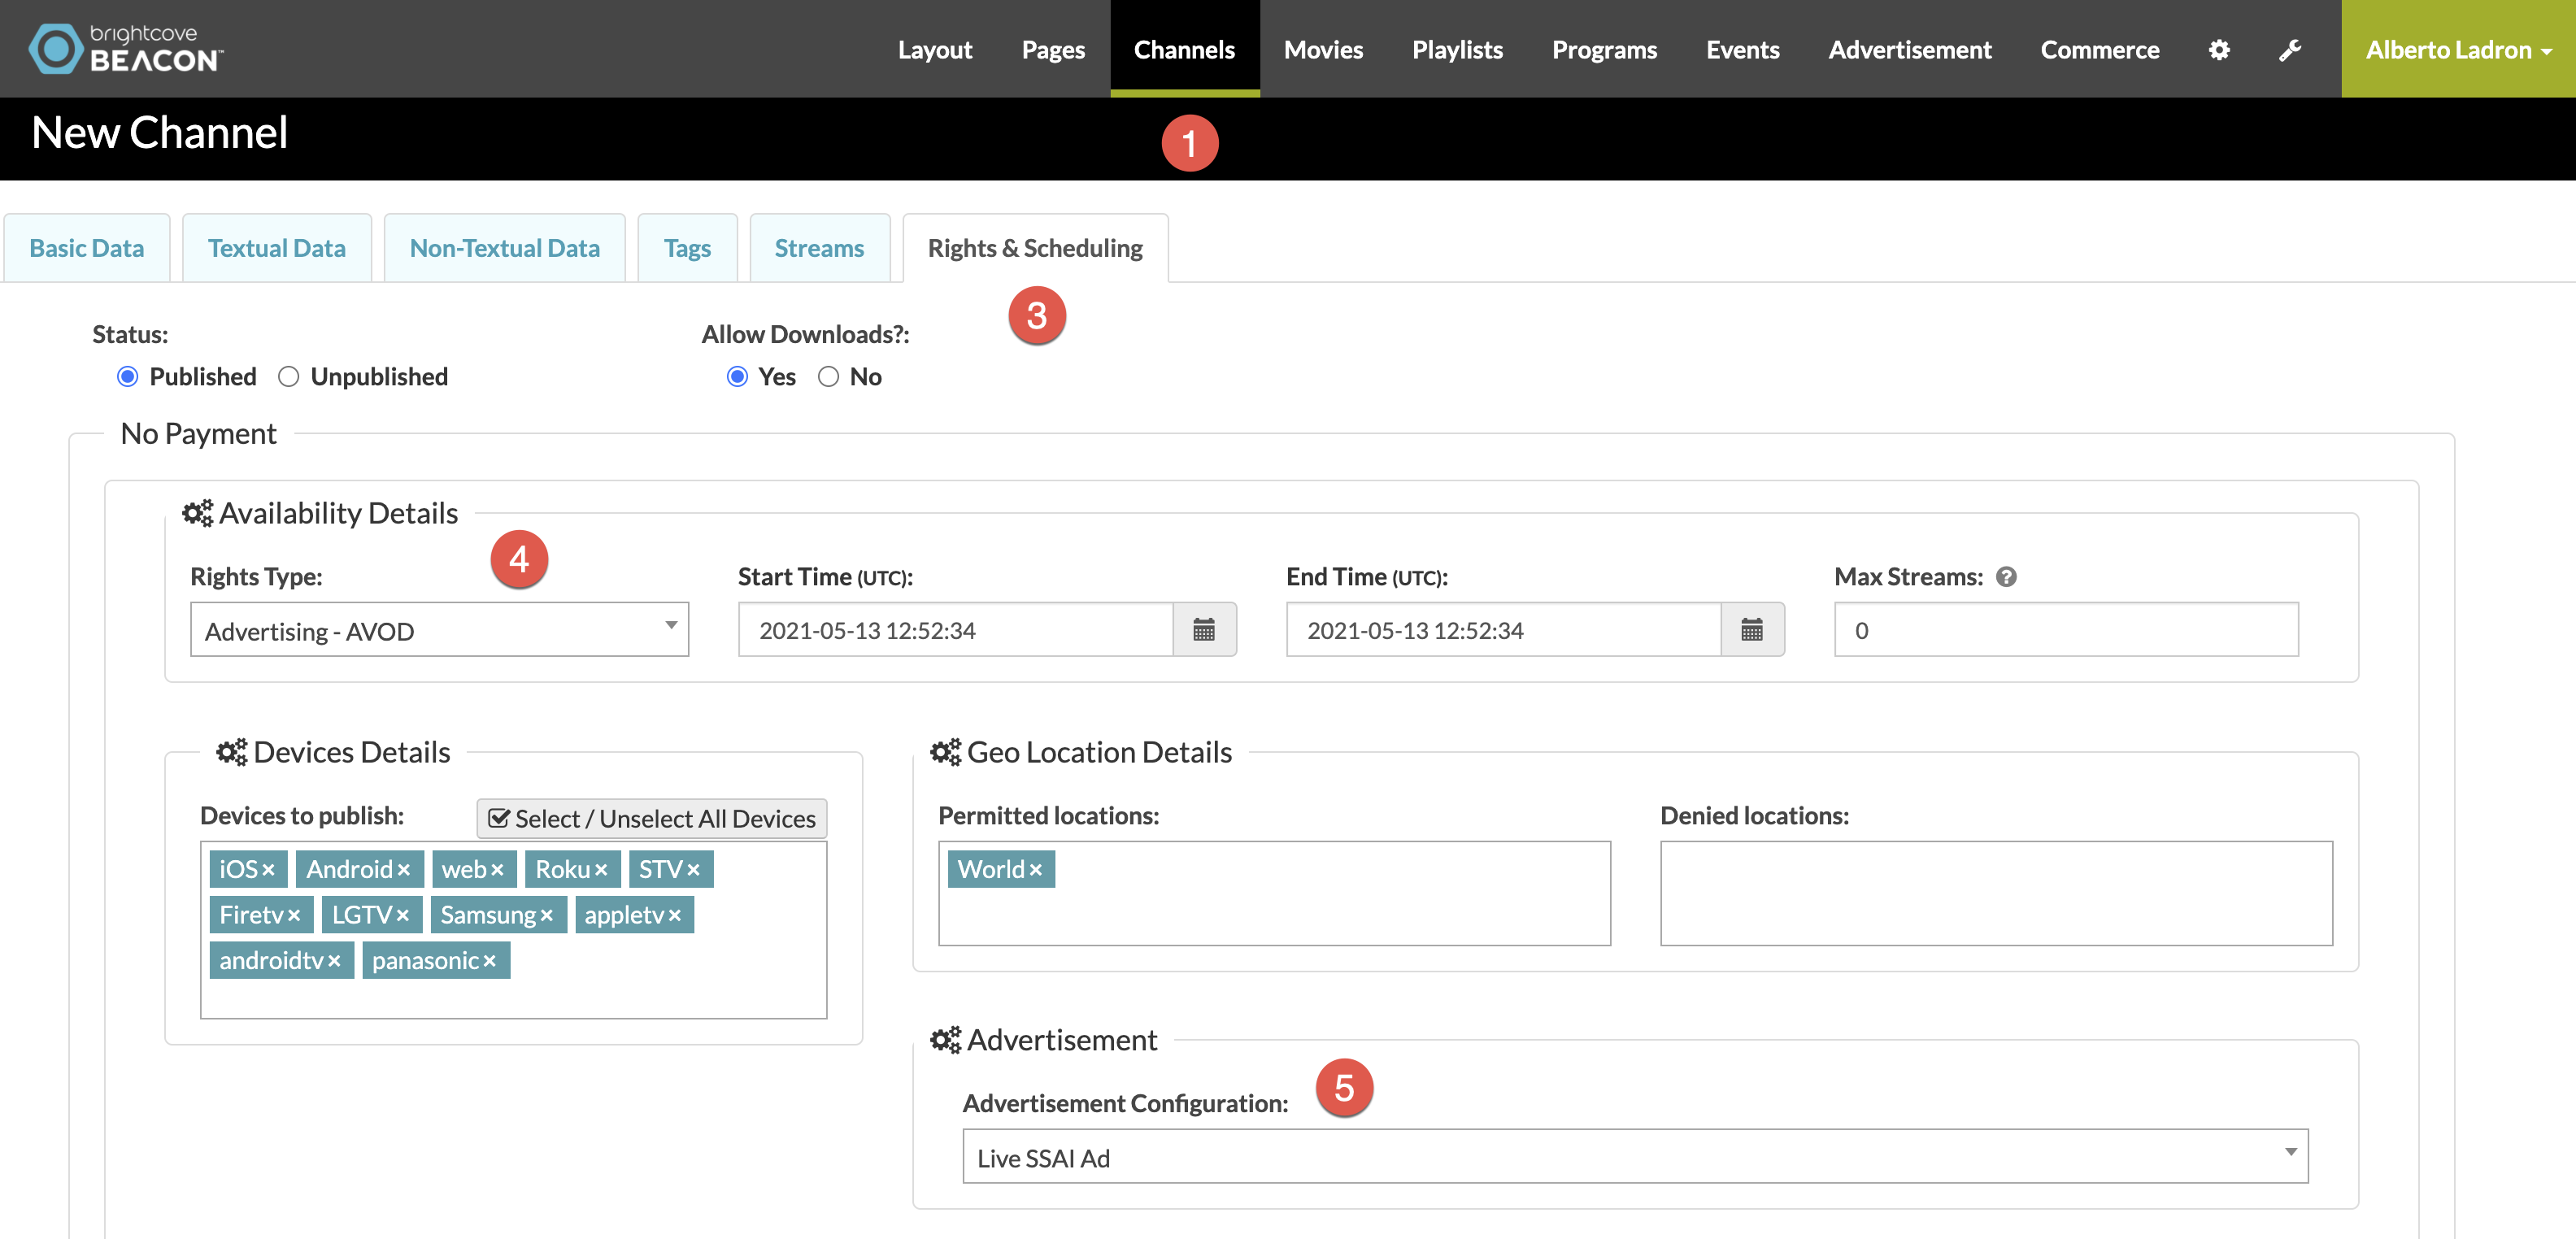 brightcove
BEACON™
Layout Pages Channels Movies Playlists Programs Events Advertisement Commerce Alberto Ladron
New Channel
1
Basic Data Textual Data Non-Textual Data Tags Streams Rights & Scheduling
3
Status: Allow Downloads?:
Published Unpublished Yes No
No Payment
Availability Details
4
Rights Type: Start Time (UTC): End Time (UTC): Max Streams: ?
Advertising - AVOD 2021-05-13 12:52:34 2021-05-13 12:52:34 0
Devices Details Geo Location Details
Devices to publish: Select / Unselect All Devices Permitted locations: Denied locations:
iOS× Android× web× Roku× STV× World×
Firetv× LGTV× Samsung× appletv×
androidtv× panasonic×
Advertisement
5
Advertisement Configuration:
Live SSAI Ad